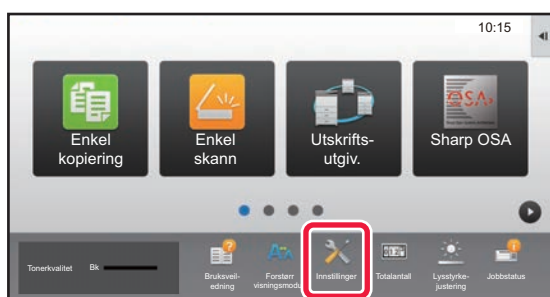 10:15
Enkel
kopiering
Enkel
skann
Utskrifts-
utgiv.
OSA
Sharp OSA
Tonerkvalitet Bk
Bruksveil-
edning
Forstørr
visningsmodus
Innstillinger
Totalantall
Lysstyrke-
justering
Jobbstatus